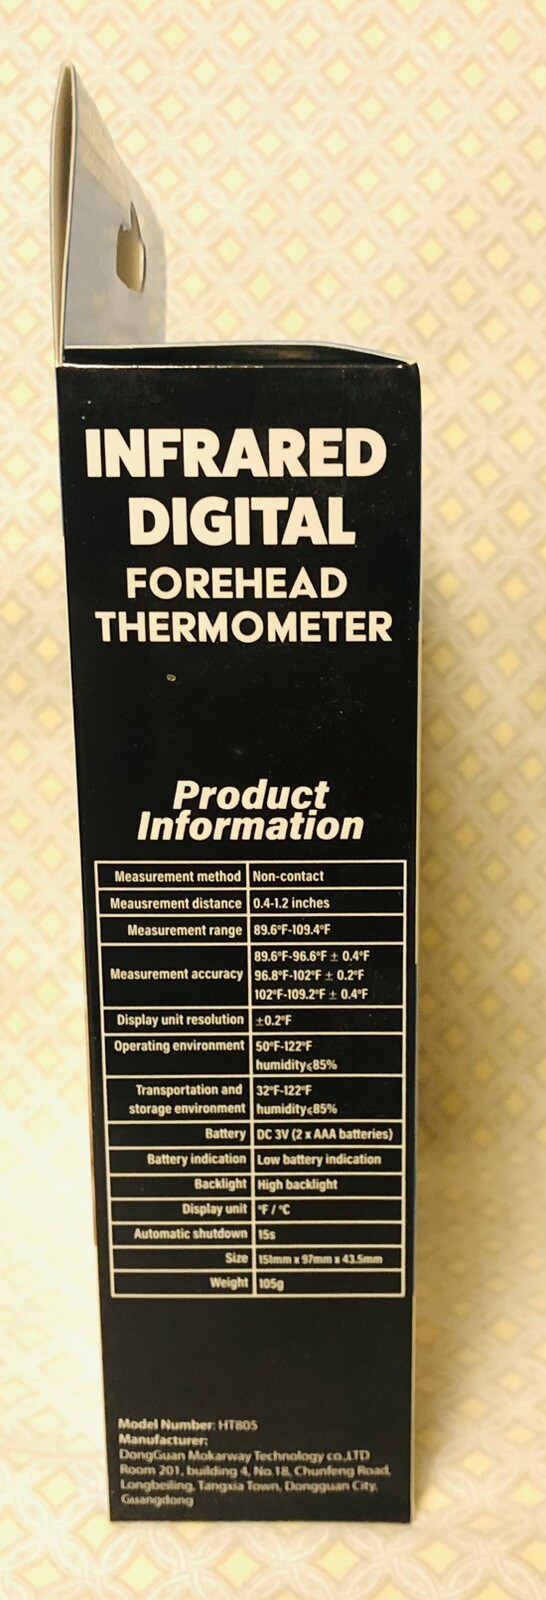 INFRARED
DIGITAL
FOREHEAD
THERMOMETER
Product
Information
Measurement method Non-contact
Meausrement distance 0.4-1.2 inches
Measurement range 89.6°F-109.4°F
Measurement accuracy 89.6°F-96.6°F ± 0.4°F
96.8°F-102°F ± 0.2°F
102°F-109.2°F ± 0.4°F
Display unit resolution ±0.2°F
Operating environment 50°F-122°F
humidity⩽85%
Transportation and 32°F-122°F
storage environment humidity⩽85%
Battery DC 3V (2 x AAA batteries)
Battery indication Low battery indication
Backlight High backlight
Display unit °F / °C
Automatic shutdown 15s
Size 151mm x 97mm x 43.5mm
Weight 105g
Model Number: HT805
Manufacturer:
DongGuan Mokarway Technology co.,LTD
Room 201, building 4, No.18, Chunfeng Road,
Longbeiling, Tangxia Town, Dongguan City,
Guangdong